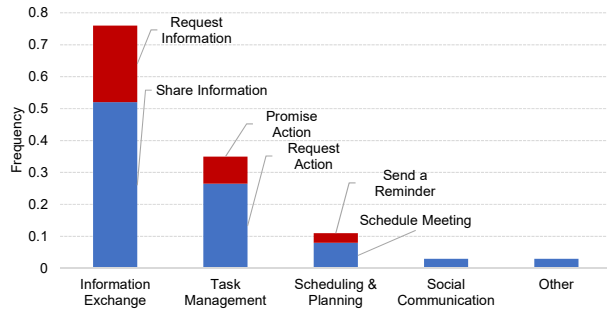 0.8
0.7
0.6
0.5
0.4
0.3
0.2
0.1
0
Frequency
Request
Information
Share Information
Promise
Action
Request
Action
Send a
Reminder
Schedule Meeting
Information
Exchange
Task
Management
Scheduling &
Planning
Social
Communication
Other